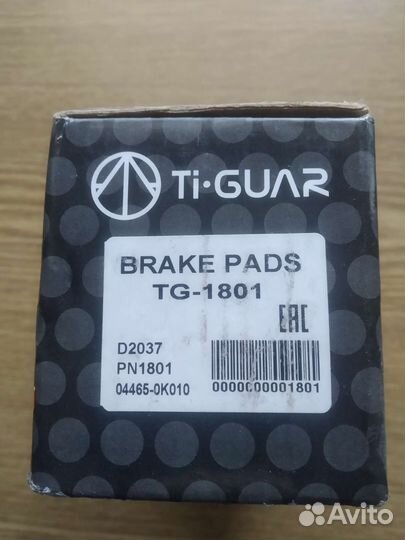 Ti·GUAR
BRAKE PADS
TG-1801
EAC
D2037
PN1801
04465-0K010
0000000001801
Avito